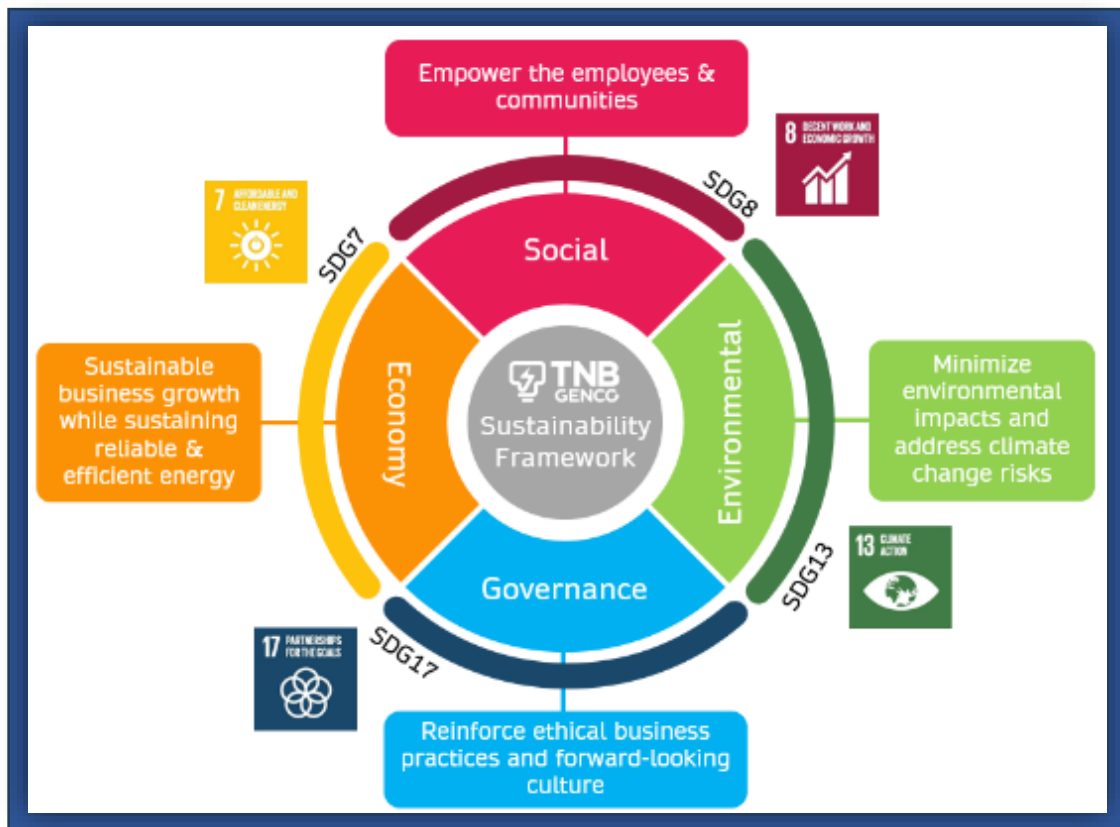 Empower the employees &
communities
8 DECENT WORK AND
ECONOMIC GROWTH
SDG8
7 AFFORDABLE AND
CLEAN ENERGY
SDG7
Social
Sustainable
business growth
while sustaining
reliable &
efficient energy
Economy
TNB
GENCO
Sustainability
Framework
Environmental
Minimize
environmental
impacts and
address climate
change risks
13 CLIMATE
ACTION
SDG13
Governance
17 PARTNERSHIPS
FOR THE GOALS
SDG17
Reinforce ethical business
practices and forward-looking
culture